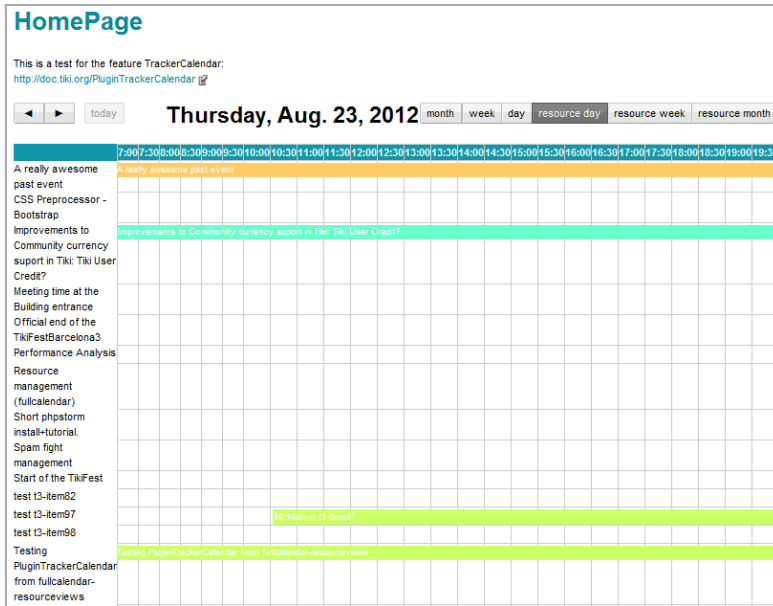 HomePage
This is a test for the feature TrackerCalendar:
http://doc.tiki.org/PluginTrackerCalendar
today
Thursday, Aug. 23, 2012
month week day resource day resource week resource month
7:00 7:30 8:00 8:30 9:00 9:30 10:00 10:30 11:00 11:30 12:00 12:30 13:00 13:30 14:00 14:30 15:00 15:30 16:00 16:30 17:00 17:30 18:00 18:30 19:00 19:3
A really awesome
past event
A really awesome past event
CSS Preprocessor -
Bootstrap
Improvements to
Community currency
suport in Tiki: Tiki User
Credit?
Improvements to Community currency suport in Tiki: Tiki User Credit?
Meeting time at the
Building entrance
Official end of the
TikiFestBarcelona3
Performance Analysis
Resource
management
(fullcalendar)
Short phpstorm
install+tutorial.
Spam fight
management
Start of the TikiFest
test t3-item82
test t3-item97
10:16a test t3-item97
test t3-item98
Testing
PluginTrackerCalendar
from fullcalendar-
resourceviews
Testing PluginTrackerCalendar from fullcalendar-resourceviews